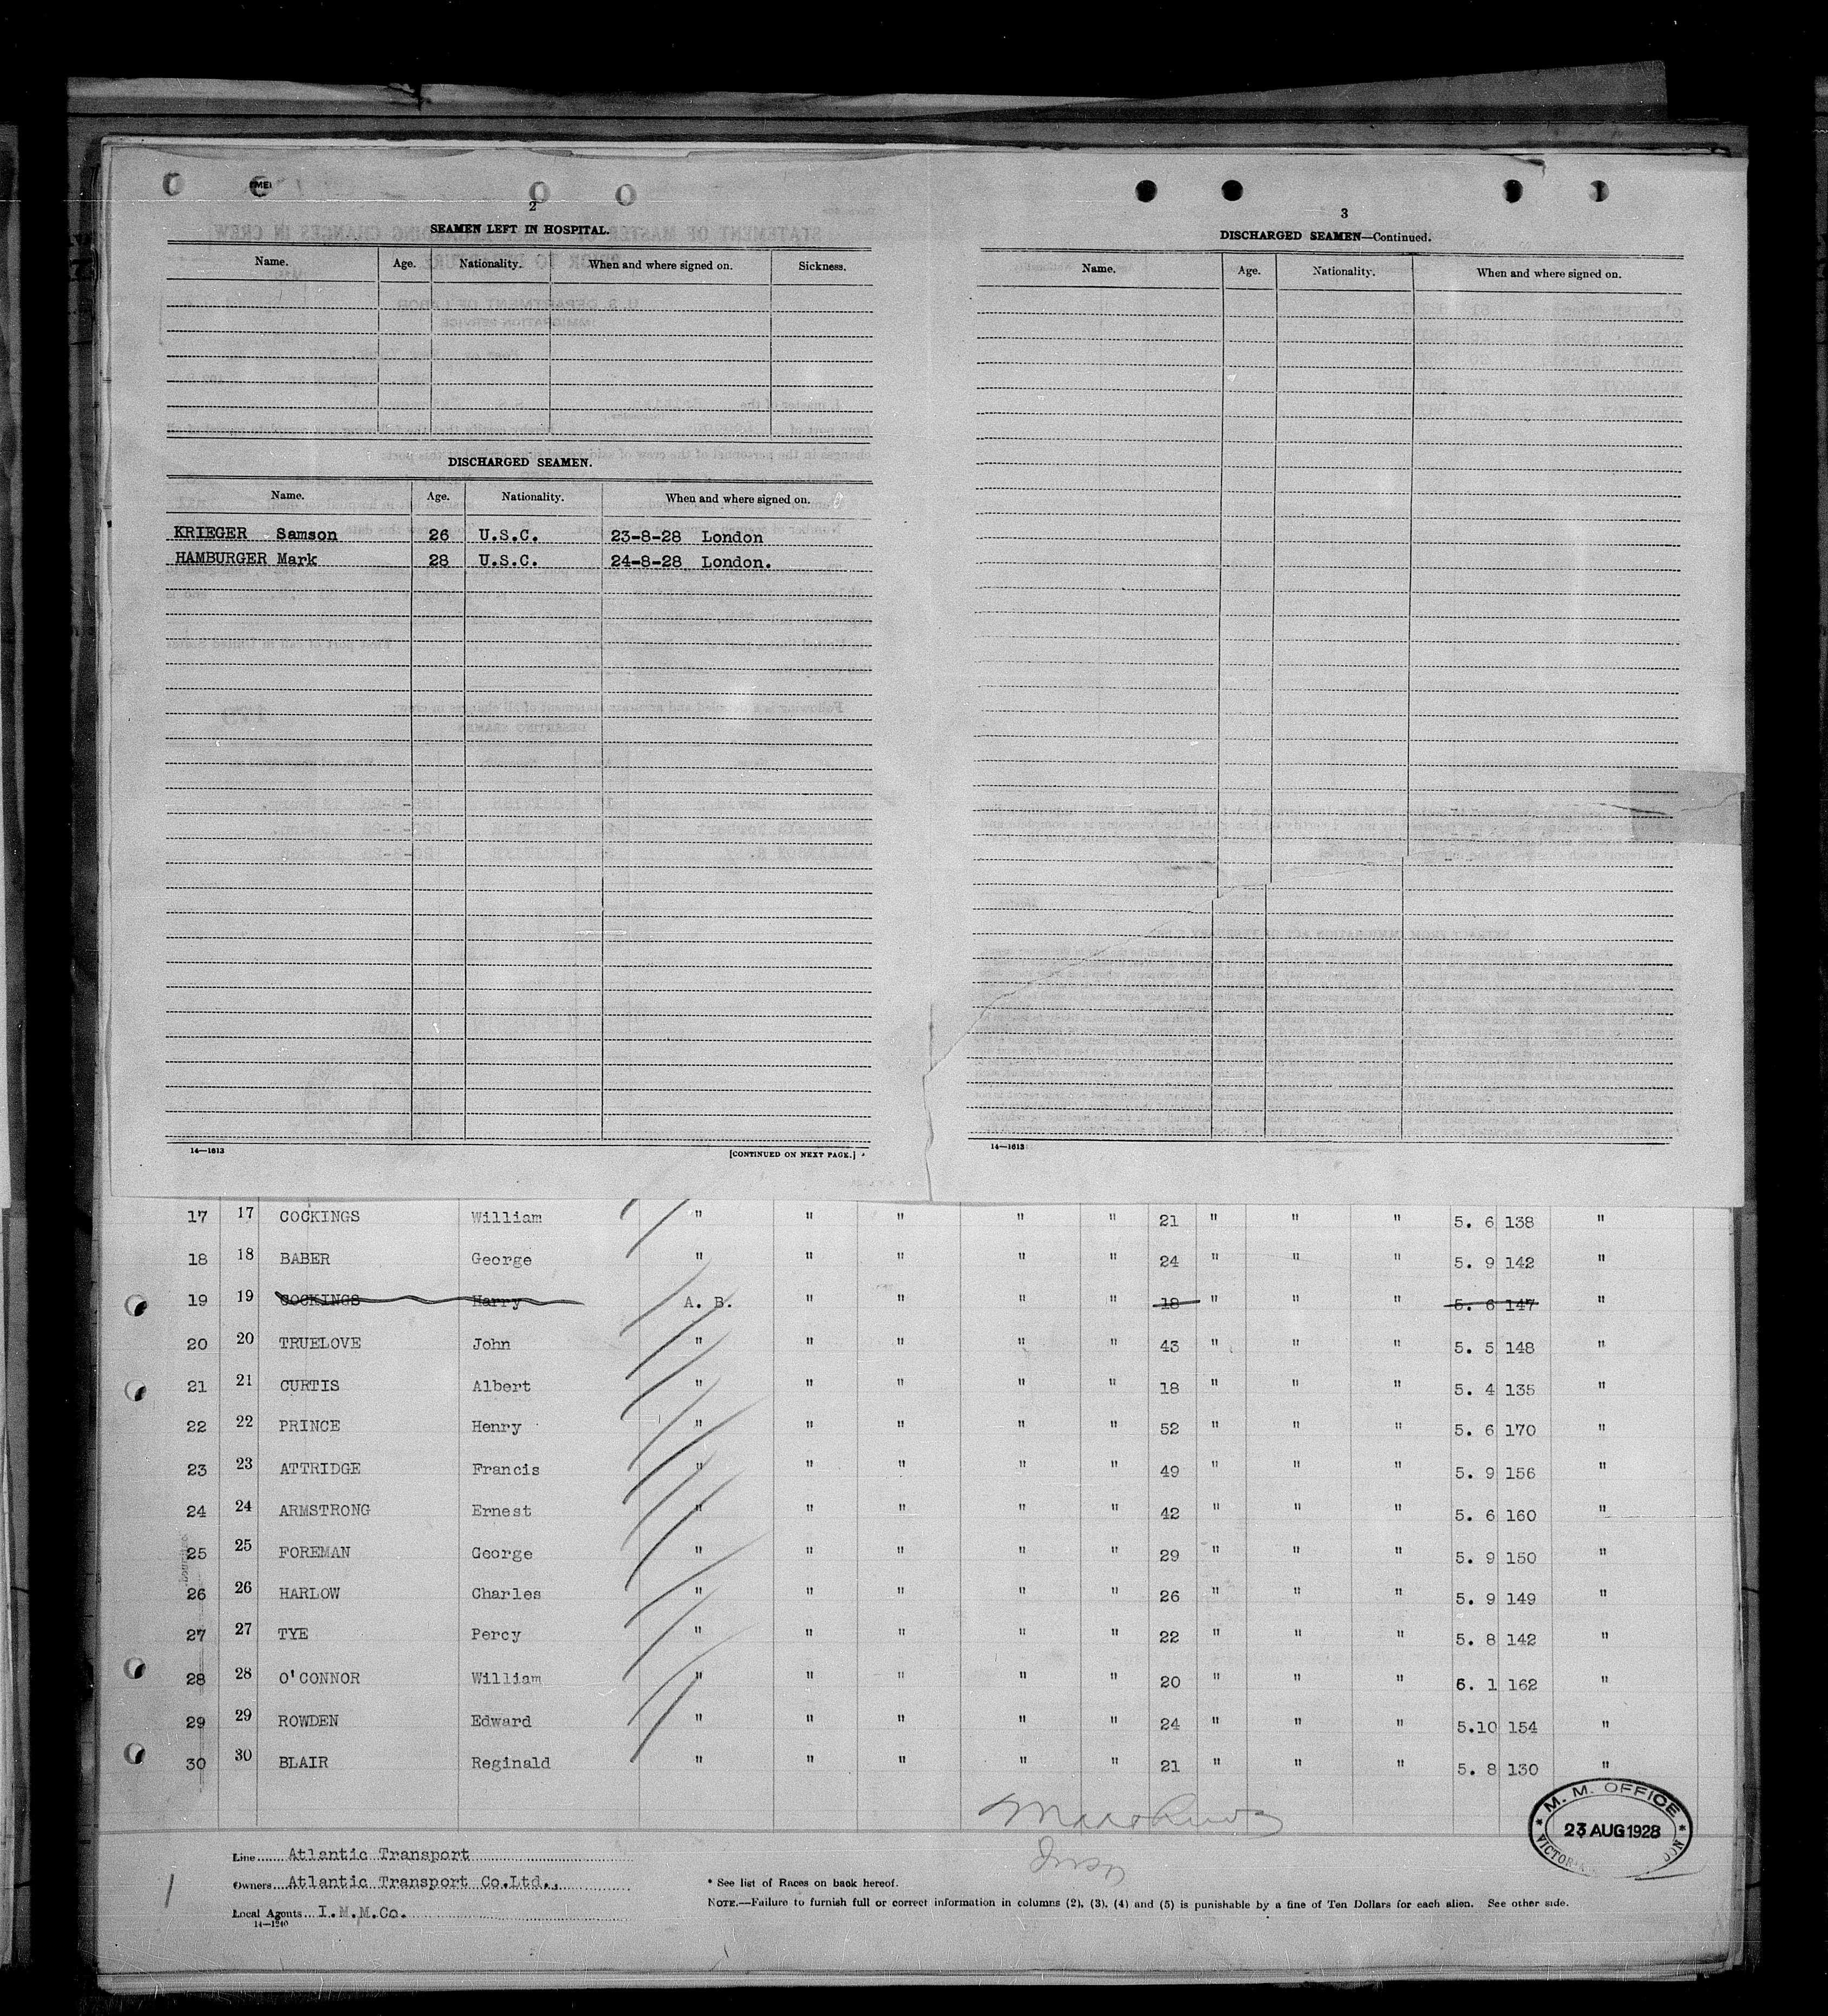 2
SEAMEN LEFT IN HOSPITAL.
Name. Age. Nationality. When and where signed on. Sickness.
DISCHARGED SEAMEN.
Name. Age. Nationality. When and where signed on.
KRIEGER Samson 26 U.S.C. 23-8-28 London
HAMBURGER Mark 28 U.S.C. 24-8-28 London.
14—1613 [CONTINUED ON NEXT PAGE.]
3
DISCHARGED SEAMEN—Continued.
Name. Age. Nationality. When and where signed on.
14—1613
17 17 COCKINGS William " " " " " 21 " " " 5. 6 138 "
18 18 BABER George " " " " " 24 " " " 5. 9 142 "
19 19 COCKINGS Harry A. B. " " " " 18 " " " 5. 6 147 "
20 20 TRUELOVE John " " " " " 43 " " " 5. 5 148 "
21 21 CURTIS Albert " " " " " 18 " " " 5. 4 135 "
22 22 PRINCE Henry " " " " " 52 " " " 5. 6 170 "
23 23 ATTRIDGE Francis " " " " " 49 " " " 5. 9 156 "
24 24 ARMSTRONG Ernest " " " " " 42 " " " 5. 6 160 "
25 25 FOREMAN George " " " " " 29 " " " 5. 9 150 "
26 26 HARLOW Charles " " " " " 26 " " " 5. 9 149 "
27 27 TYE Percy " " " " " 22 " " " 5. 8 142 "
28 28 O'CONNOR William " " " " " 20 " " " 6. 1 162 "
29 29 ROWDEN Edward " " " " " 24 " " " 5.10 154 "
30 30 BLAIR Reginald " " " " " 21 " " " 5. 8 130 "
M. M. OFFICE
23 AUG 1928
Line Atlantic Transport
Owners Atlantic Transport Co.Ltd.,
Local Agents I.M.M.Co.
14—1240
* See list of Races on back hereof.
NOTE.—Failure to furnish full or correct information in columns (2), (3), (4) and (5) is punishable by a fine of Ten Dollars for each alien. See other side.